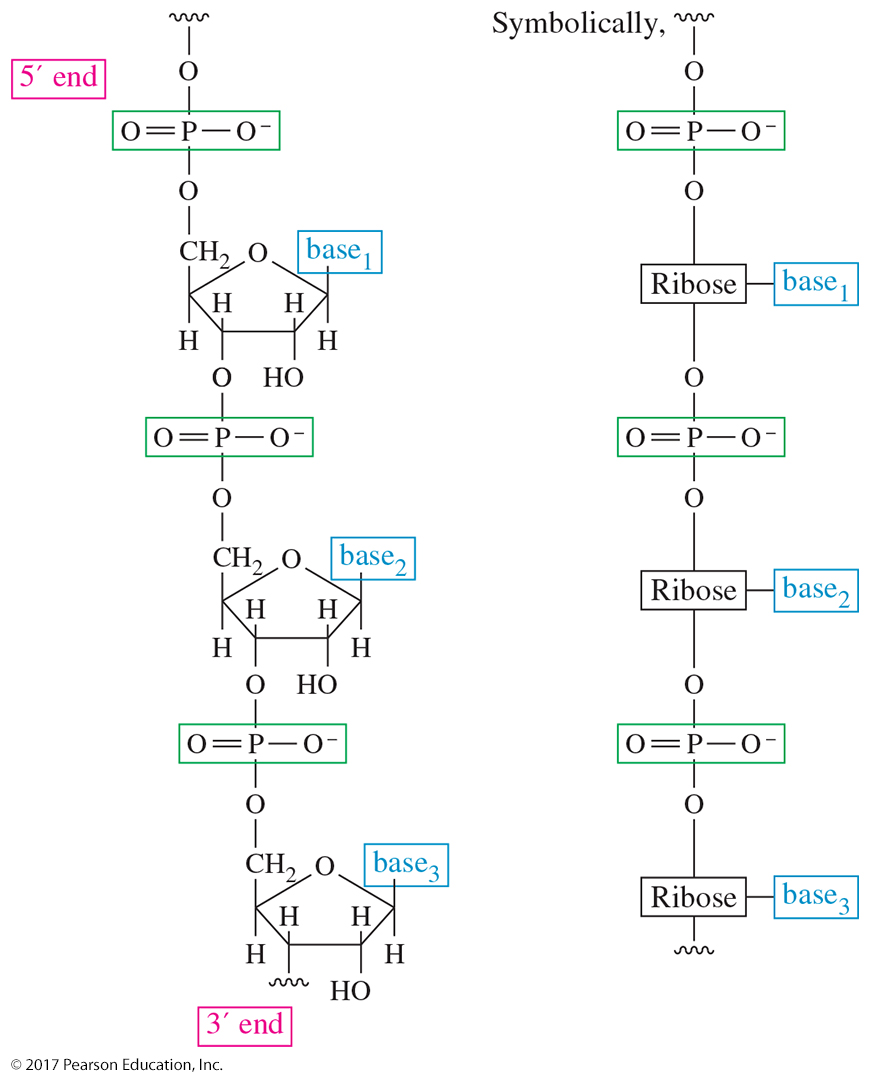 Symbolically,
5′ end
O
O=P—O⁻
O
CH₂ O base₁
H H
H H
O HO
O=P—O⁻
O
CH₂ O base₂
H H
H H
O HO
O=P—O⁻
O
CH₂ O base₃
H H
H H
HO
3′ end
O
O=P—O⁻
O
Ribose base₁
O
O=P—O⁻
O
Ribose base₂
O
O=P—O⁻
O
Ribose base₃
© 2017 Pearson Education, Inc.